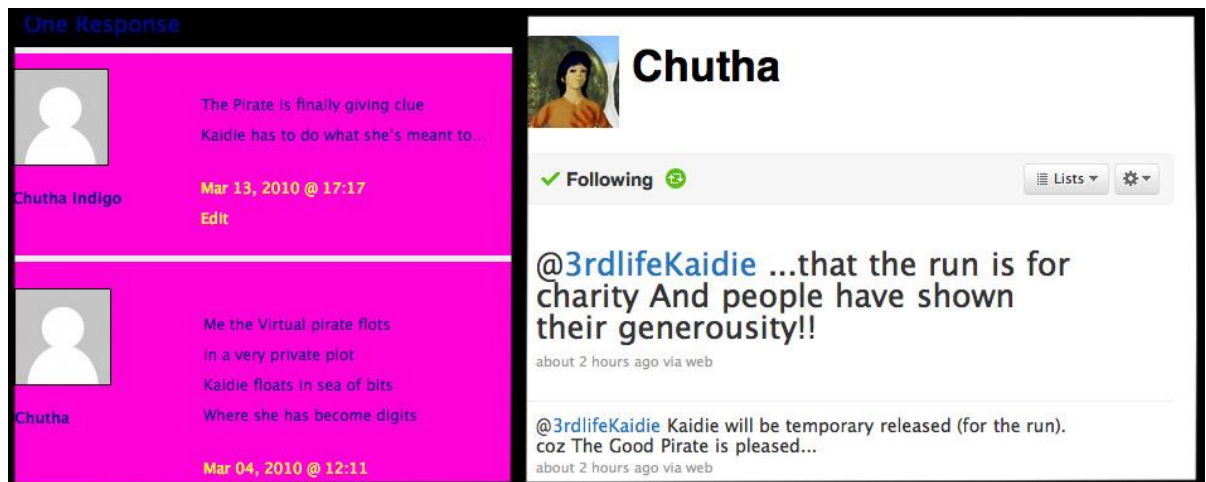 One Response
The Pirate is finally giving clue
Kaidie has to do what she's meant to...
Chutha Indigo
Mar 13, 2010 @ 17:17
Edit
Me the Virtual pirate flots
in a very private plot
Kaidie floats in sea of bits
Where she has become digits
Chutha
Mar 04, 2010 @ 12:11
Chutha
Following
Lists
@3rdlifeKaidie ...that the run is for
charity And people have shown
their generousity!!
about 2 hours ago via web
@3rdlifeKaidie Kaidie will be temporary released (for the run).
coz The Good Pirate is pleased...
about 2 hours ago via web